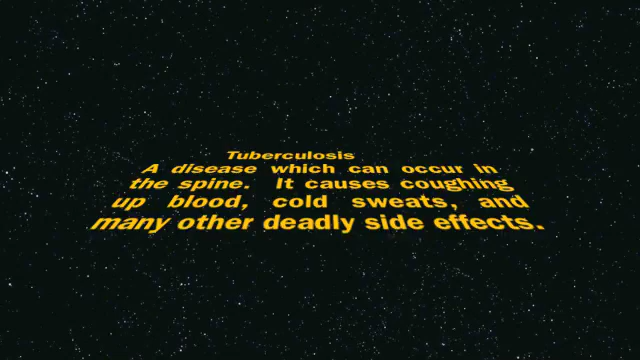 Tuberculosis
A disease which can occur in
the spine. It causes coughing
up blood, cold sweats, and
many other deadly side effects.